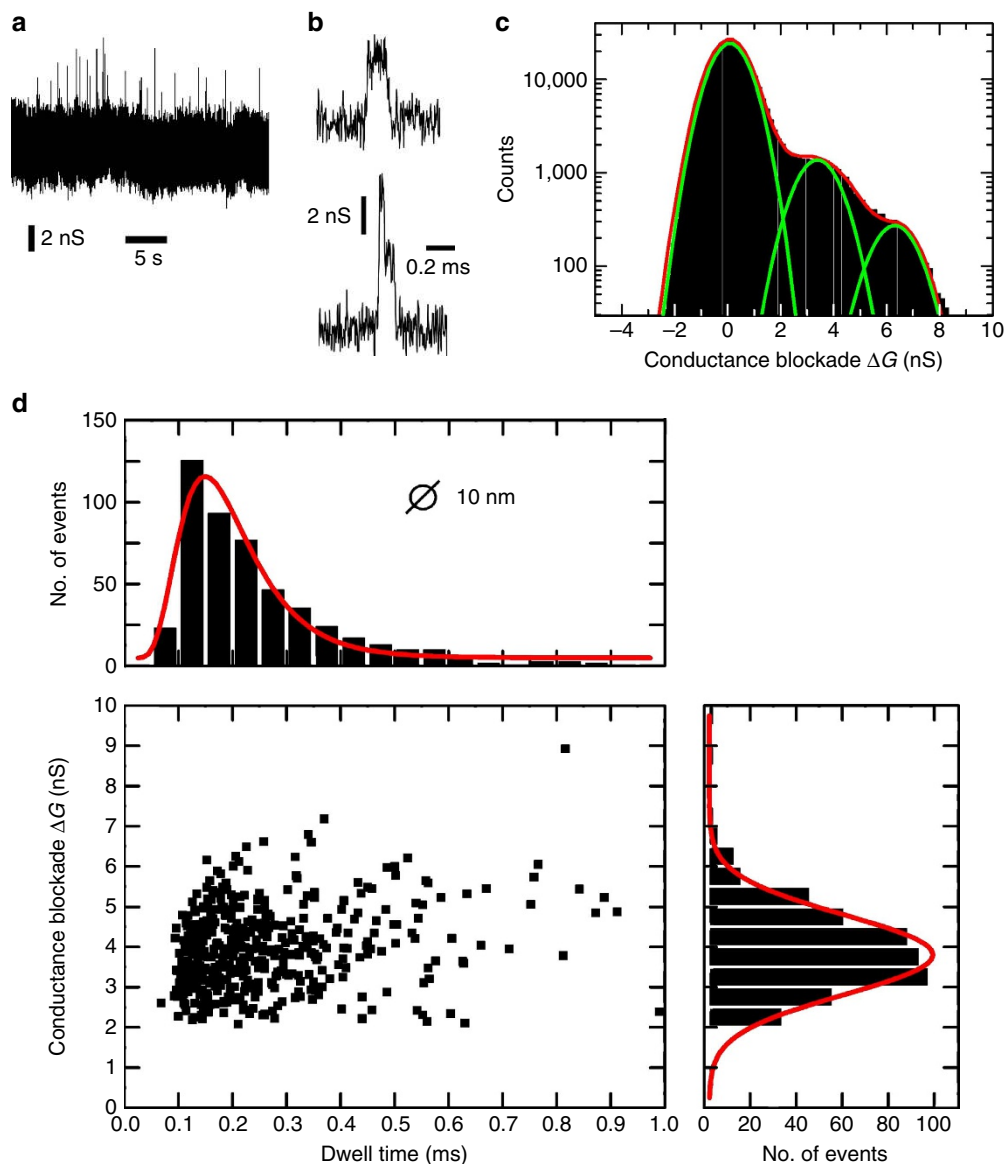 a
2 nS
5 s
b
2 nS
0.2 ms
c
10,000
1,000
100
Counts
–4 –2 0 2 4 6 8 10
Conductance blockade ΔG (nS)
d
150
100
50
0
No. of events
10 nm
10
9
8
7
6
5
4
3
2
1
0
Conductance blockade ΔG (nS)
0.0 0.1 0.2 0.3 0.4 0.5 0.6 0.7 0.8 0.9 1.0
Dwell time (ms)
0 20 40 60 80 100
No. of events